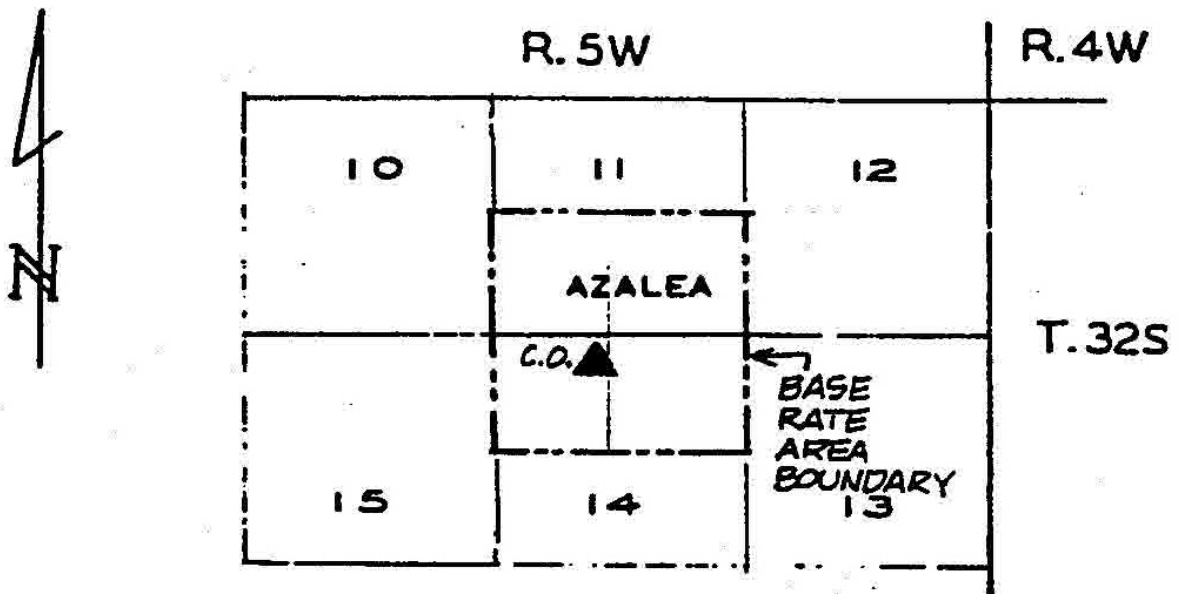 R. 5W
R. 4W
10
11
12
N
AZALEA
T. 32S
C.O.
BASE
RATE
AREA
BOUNDARY
15
14
13